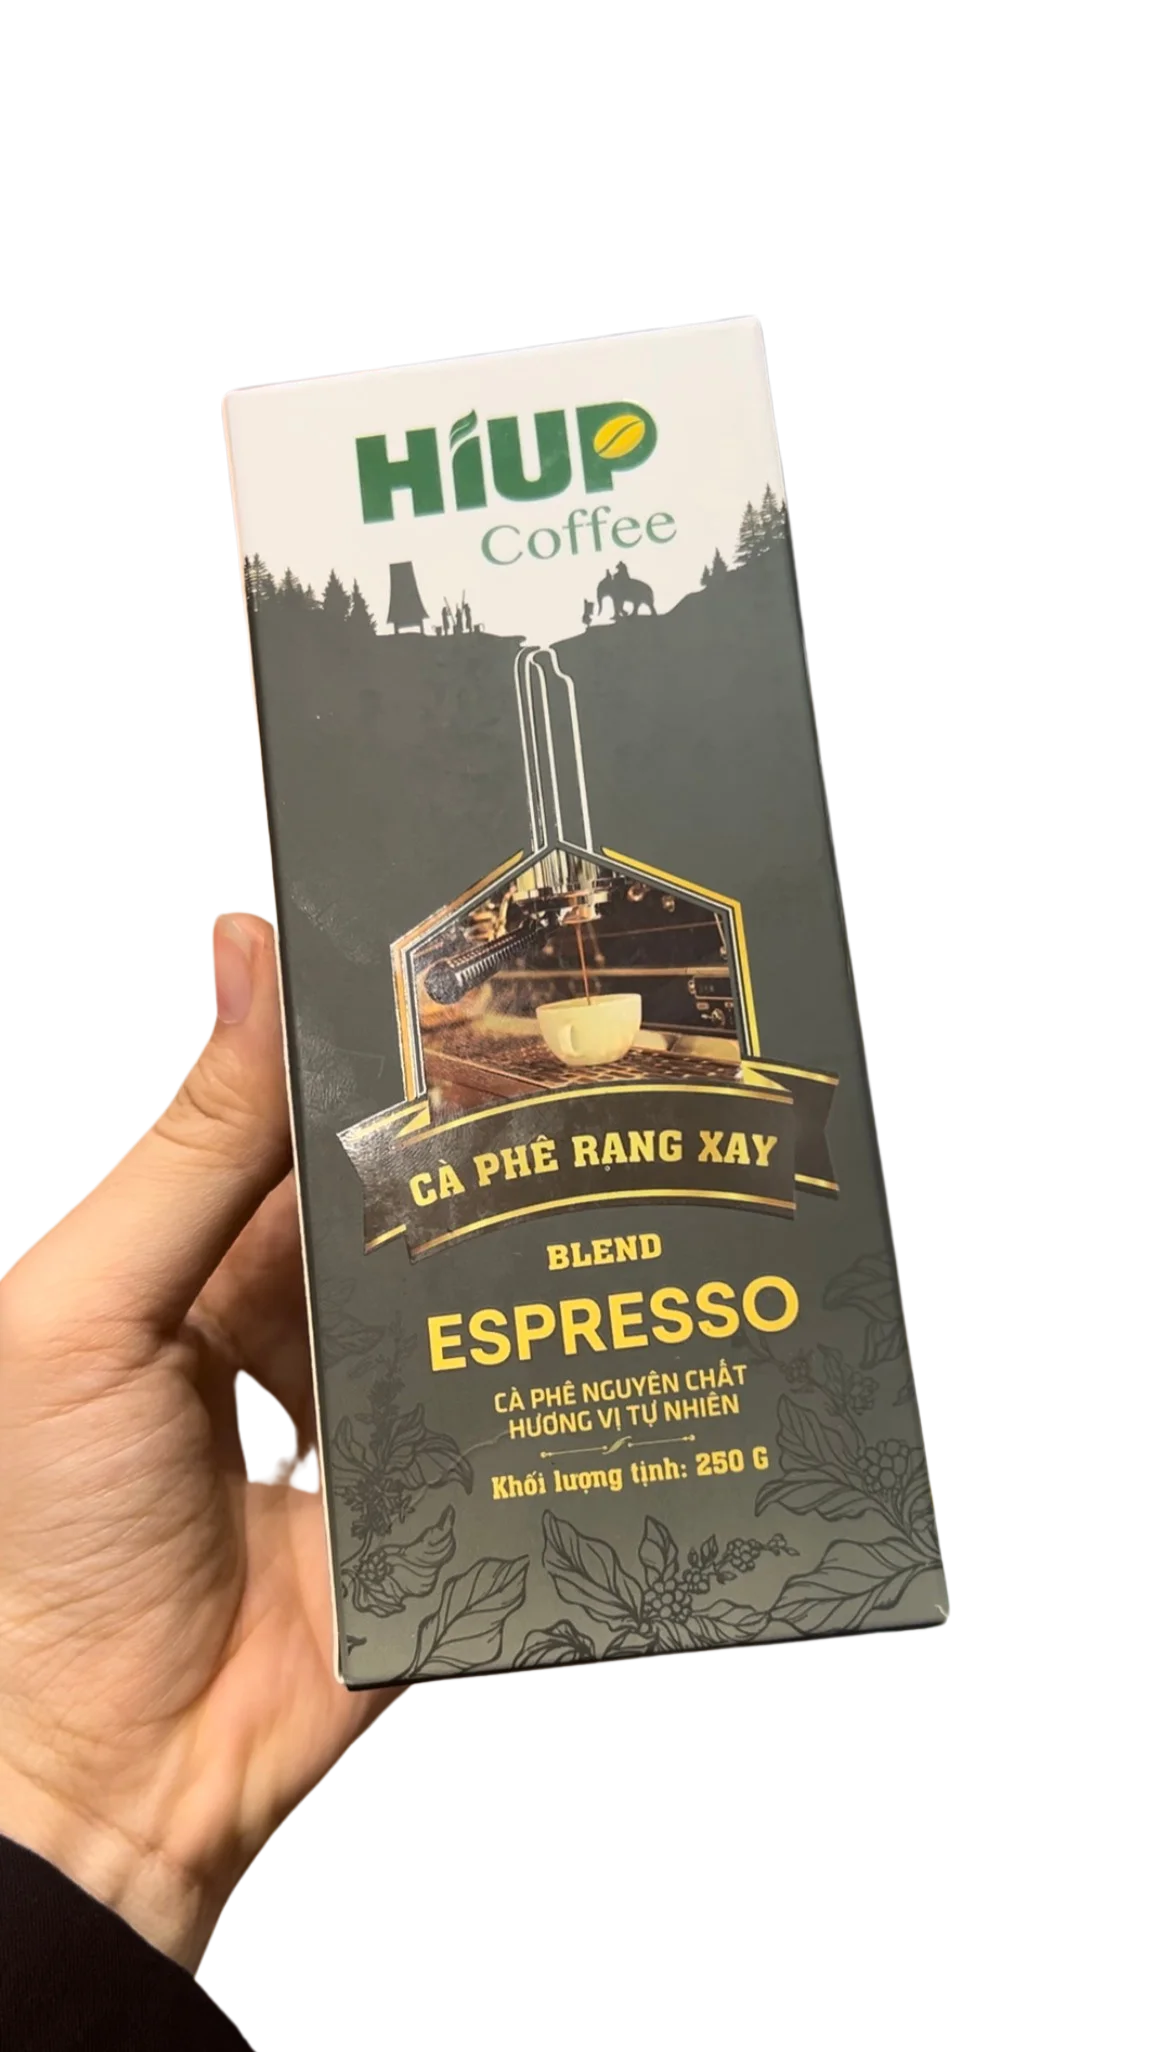 HiUP
Coffee
CÀ PHÊ RANG XAY
BLEND
ESPRESSO
CÀ PHÊ NGUYÊN CHẤT
HƯƠNG VỊ TỰ NHIÊN
Khối lượng tịnh: 250 G